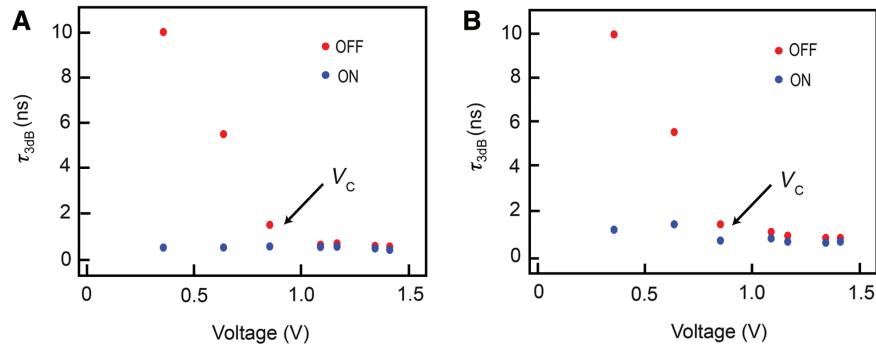 A
10
8
6
4
2
0
τ3dB (ns)
OFF
ON
VC
0
0.5
1.0
1.5
Voltage (V)
B
10
8
6
4
2
0
τ3dB (ns)
OFF
ON
VC
0
0.5
1.0
1.5
Voltage (V)